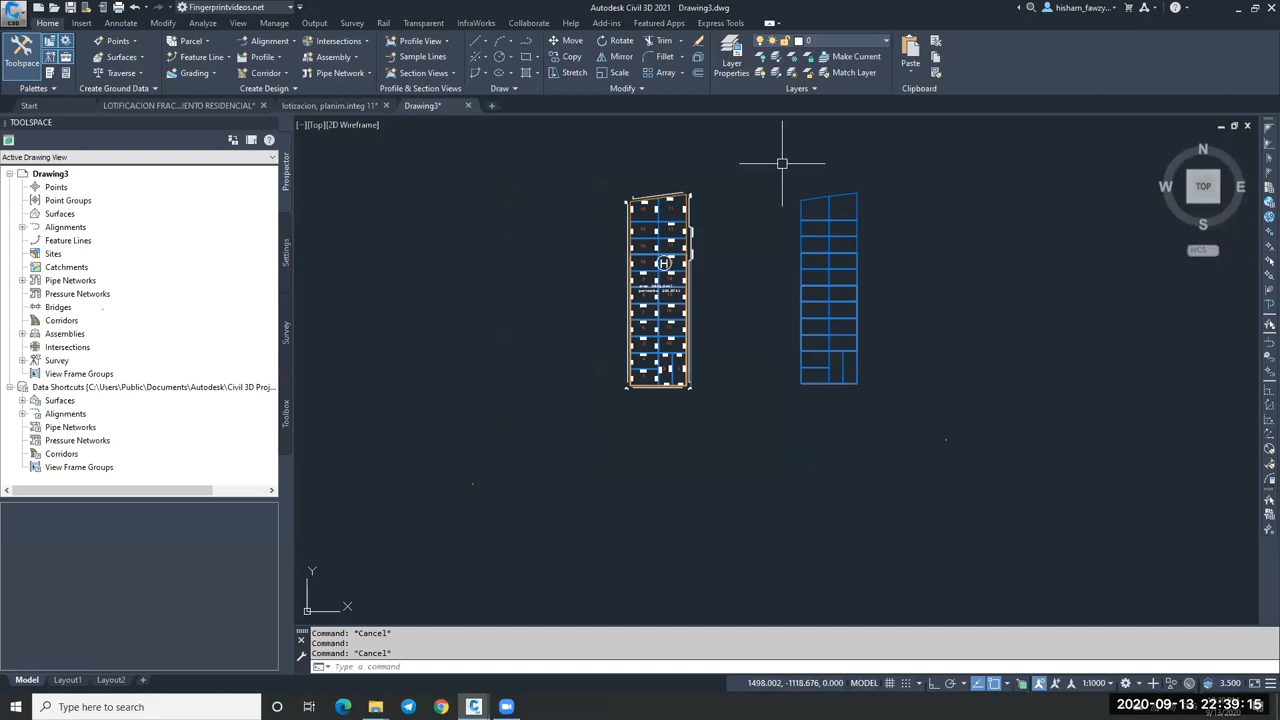 Fingerprintvideos.net
Autodesk Civil 3D 2021 Drawing3.dwg
hisham_fawzy...
Home Insert Annotate Modify Analyze View Manage Output Survey Rail Transparent InfraWorks Collaborate Help Add-ins Featured Apps Express Tools
Toolspace
Points
Surfaces
Traverse
Parcel
Feature Line
Grading
Alignment
Profile
Corridor
Intersections
Assembly
Pipe Network
Profile View
Sample Lines
Section Views
Move Rotate Trim
Copy Mirror Fillet
Stretch Scale Array
Layer
Properties
0
Make Current
Match Layer
Paste
Palettes Create Ground Data Create Design Profile & Section Views Draw Modify Layers Clipboard
Start LOTIFICACION FRAC...IENTO RESIDENCIAL* lotizacion, planim.integ 11* Drawing3*
TOOLSPACE
[−][Top][2D Wireframe]
Active Drawing View
Drawing3
Points
Point Groups
Surfaces
Alignments
Feature Lines
Sites
Catchments
Pipe Networks
Pressure Networks
Bridges
Corridors
Assemblies
Intersections
Survey
View Frame Groups
Data Shortcuts [C:\Users\Public\Documents\Autodesk\Civil 3D Proj...
Surfaces
Alignments
Pipe Networks
Pressure Networks
Corridors
View Frame Groups
Prospector
Settings
Survey
Toolbox
N
W TOP E
S
WCS
H
Y
X
Command: *Cancel*
Command:
Command: *Cancel*
Type a command
Model Layout1 Layout2
1498.002, -1118.676, 0.000 MODEL 1:1000 3.500
Type here to search
2020-09-13 22:39:15